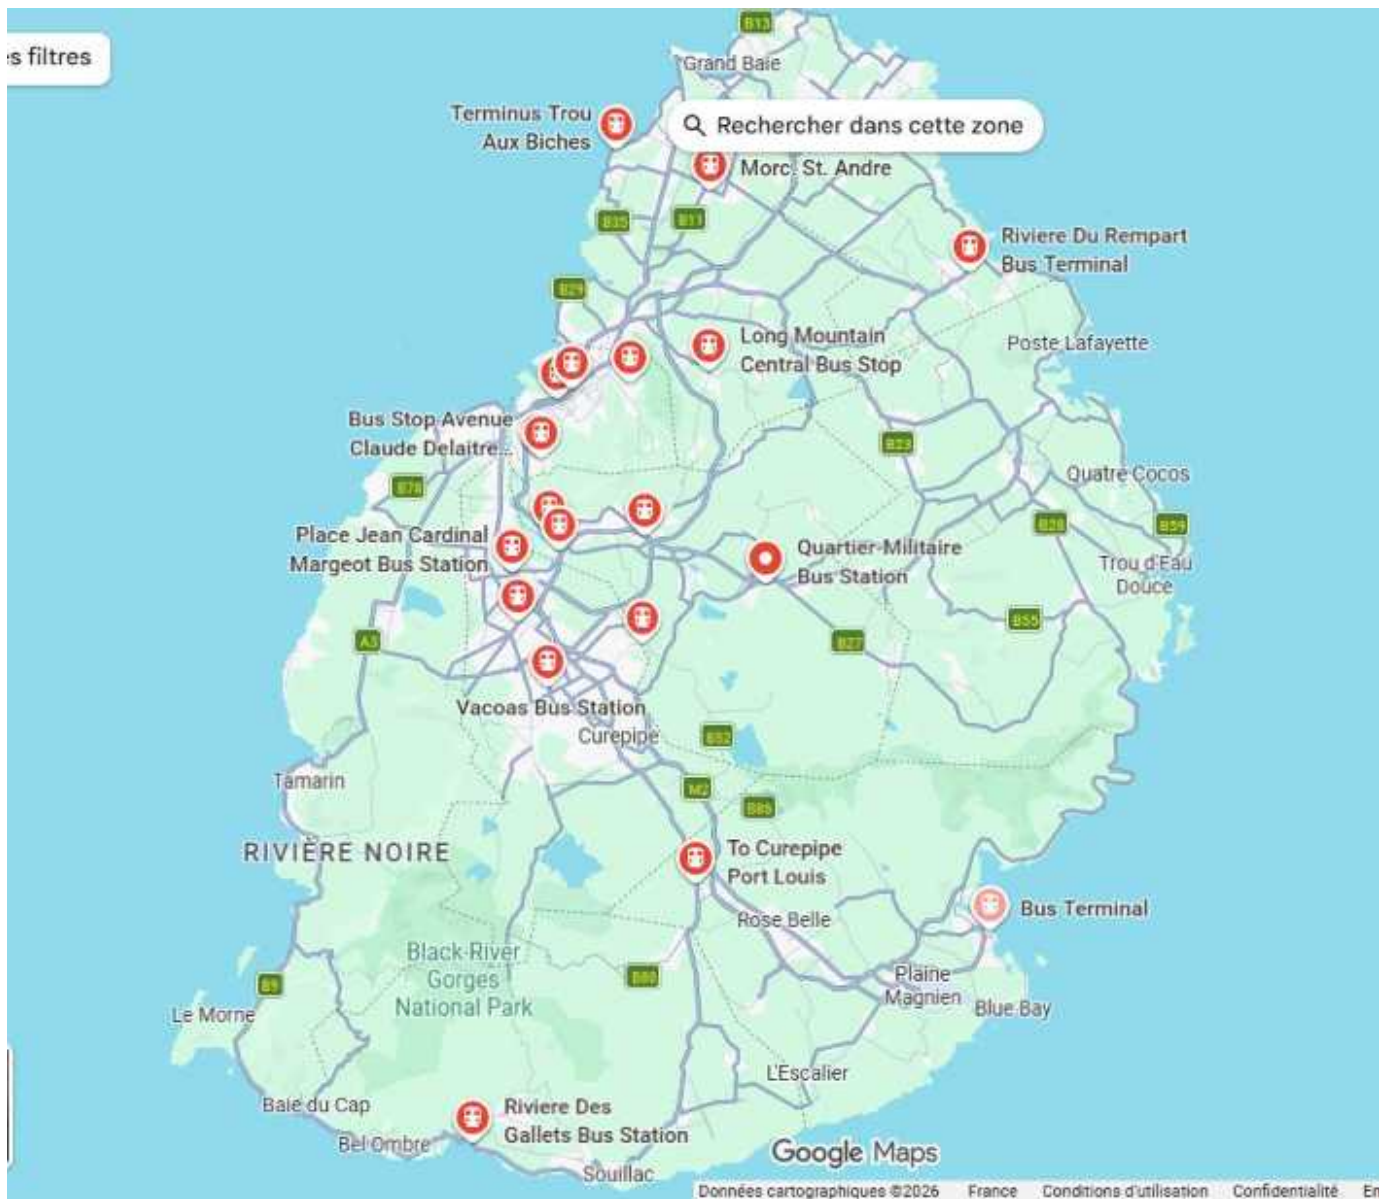 B13
s filtres
Grand Baie
Terminus Trou
Aux Biches
Rechercher dans cette zone
Morc. St. Andre
B35
B11
Riviere Du Rempart
Bus Terminal
B29
Long Mountain
Central Bus Stop
Poste Lafayette
Bus Stop Avenue
Claude Delaitre...
B23
B78
Quatre Cocos
B28
B59
Place Jean Cardinal
Margeot Bus Station
Quartier-Militaire
Bus Station
Trou d'Eau
Douce
B55
A3
B27
Vacoas Bus Station
Curepipe
B52
Tamarin
M2
B86
RIVIÈRE NOIRE
To Curepipe
Port Louis
Rose Belle
Bus Terminal
Black River
Gorges
National Park
B80
Plaine
Magnien
B9
Le Morne
Blue Bay
L'Escalier
Baie du Cap
Riviere Des
Gallets Bus Station
Bel Ombre
Google Maps
Souillac
Données cartographiques ©2026 France Conditions d'utilisation Confidentialité En